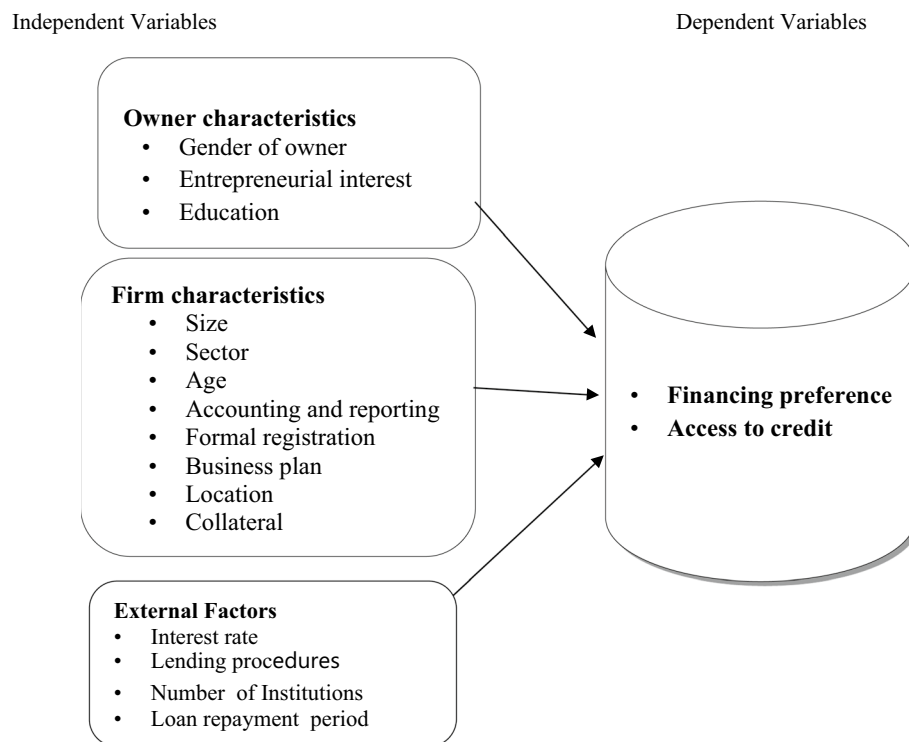 Independent Variables
Dependent Variables
Owner characteristics
• Gender of owner
• Entrepreneurial interest
• Education
Firm characteristics
• Size
• Sector
• Age
• Accounting and reporting
• Formal registration
• Business plan
• Location
• Collateral
External Factors
• Interest rate
• Lending procedures
• Number of Institutions
• Loan repayment period
• Financing preference
• Access to credit